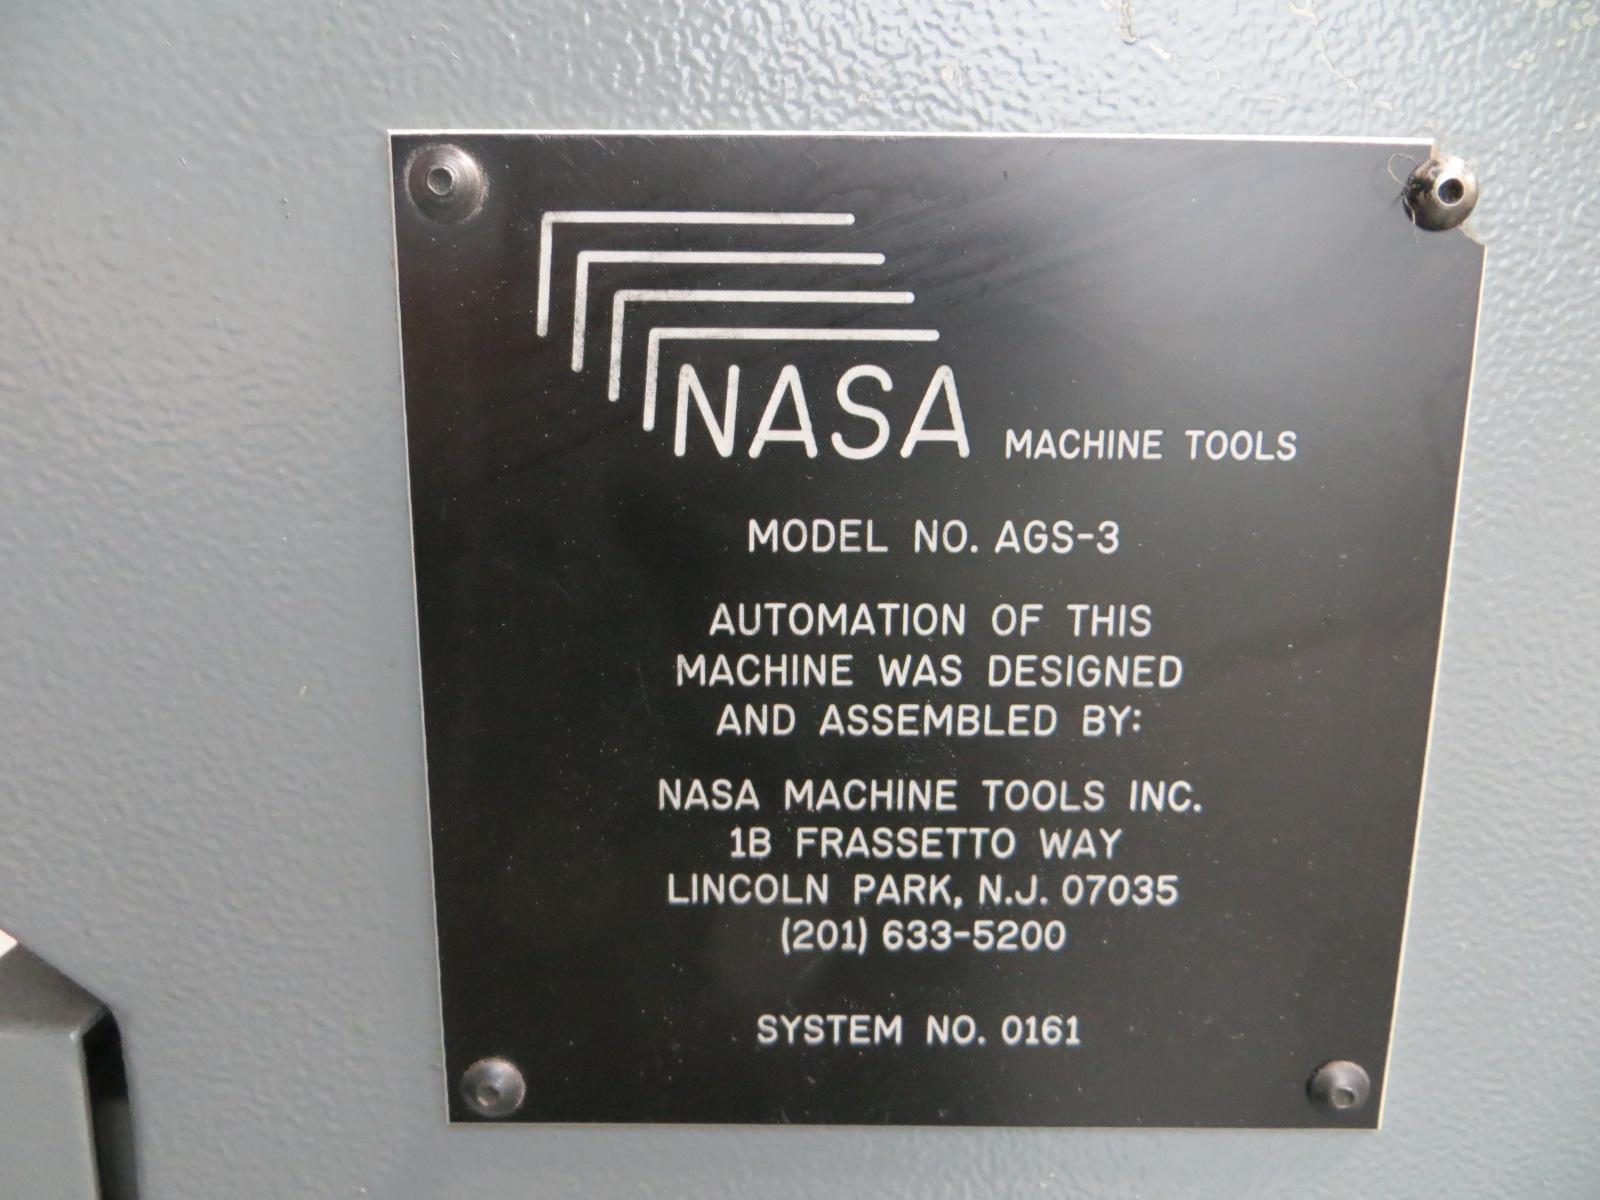 NASA MACHINE TOOLS
MODEL NO. AGS-3
AUTOMATION OF THIS
MACHINE WAS DESIGNED
AND ASSEMBLED BY:
NASA MACHINE TOOLS INC.
1B FRASSETTO WAY
LINCOLN PARK, N.J. 07035
(201) 633-5200
SYSTEM NO. 0161